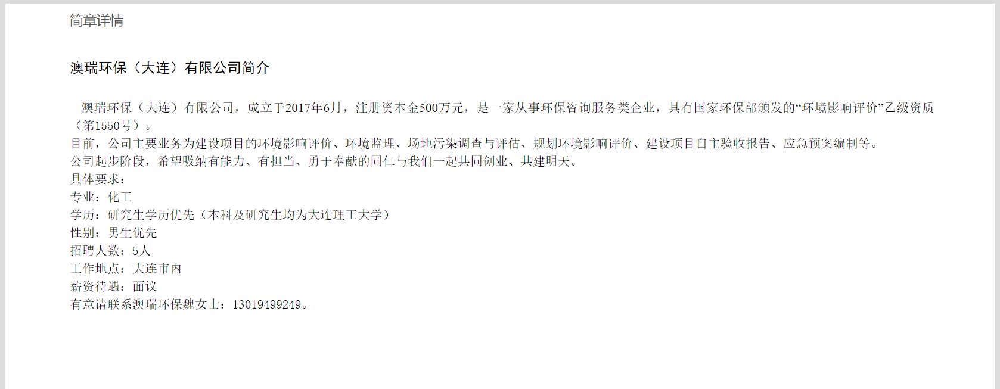 简章详情
澳瑞环保（大连）有限公司简介
澳瑞环保（大连）有限公司，成立于2017年6月，注册资本金500万元，是一家从事环保咨询服务类企业，具有国家环保部颁发的“环境影响评价”乙级资质
（第1550号）。
目前，公司主要业务为建设项目的环境影响评价、环境监理、场地污染调查与评估、规划环境影响评价、建设项目自主验收报告、应急预案编制等。
公司起步阶段，希望吸纳有能力、有担当、勇于奉献的同仁与我们一起共同创业、共建明天。
具体要求：
专业：化工
学历：研究生学历优先（本科及研究生均为大连理工大学）
性别：男生优先
招聘人数：5人
工作地点：大连市内
薪资待遇：面议
有意请联系澳瑞环保魏女士：13019499249。